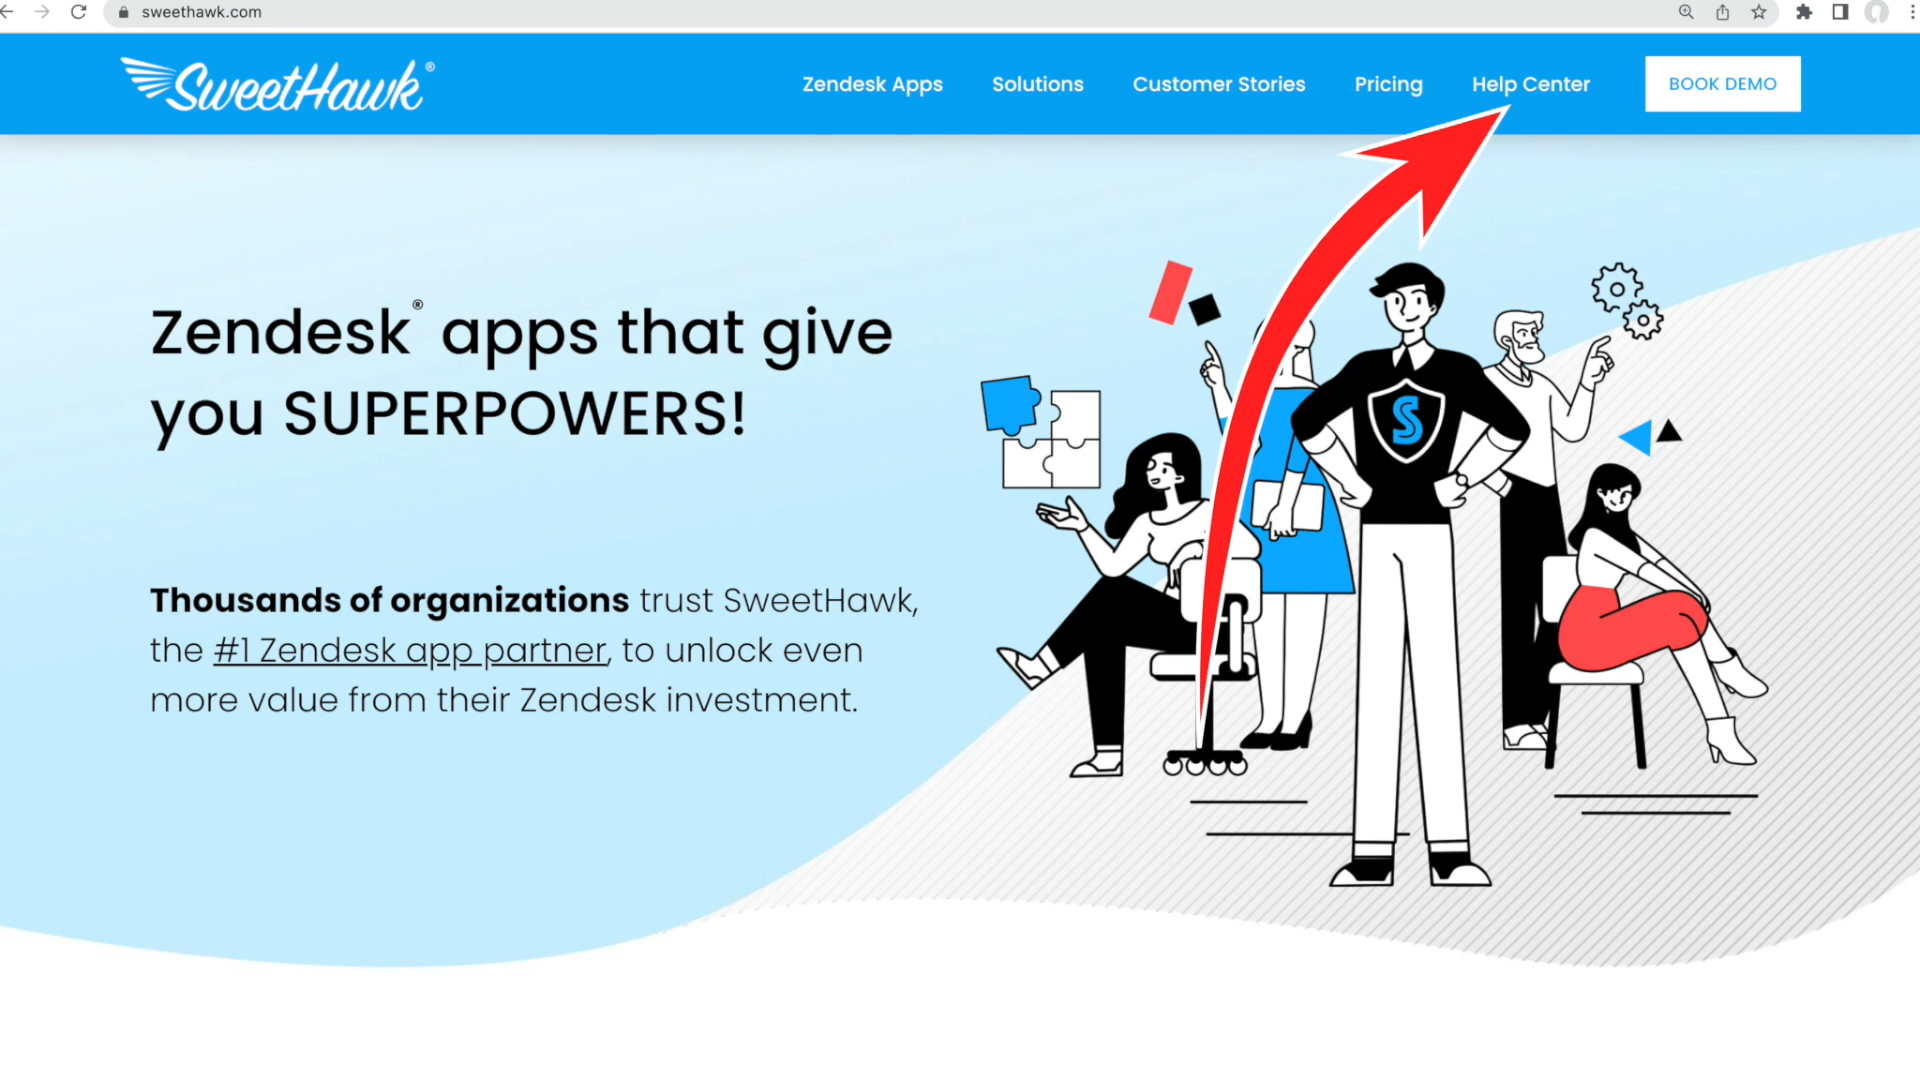 sweethawk.com
SweetHawk®
Zendesk Apps
Solutions
Customer Stories
Pricing
Help Center
BOOK DEMO
Zendesk® apps that give
you SUPERPOWERS!
Thousands of organizations trust SweetHawk,
the #1 Zendesk app partner, to unlock even
more value from their Zendesk investment.
S